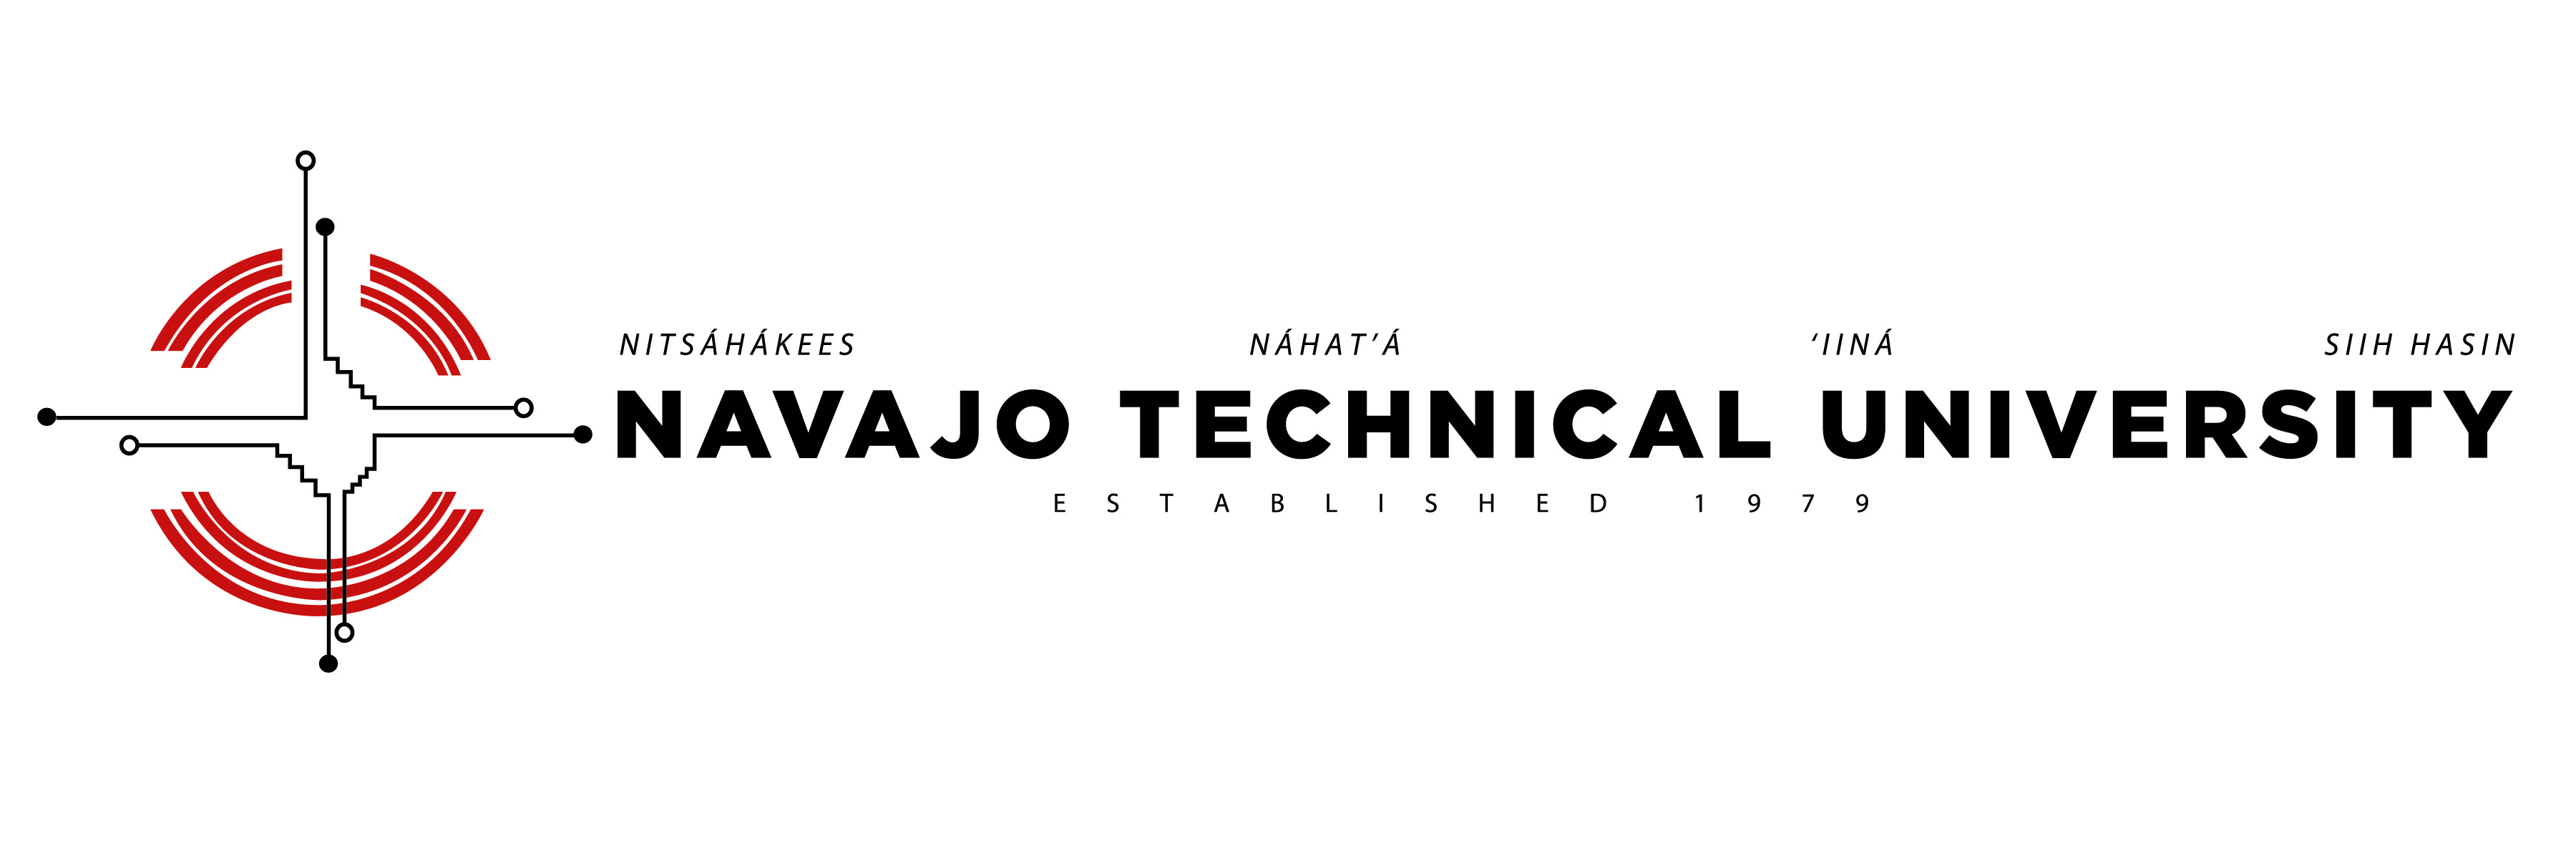 NITSÁHÁKEES NÁHAT’Á ‘IINÁ SIIH HASIN
NAVAJO TECHNICAL UNIVERSITY
ESTABLISHED 1979